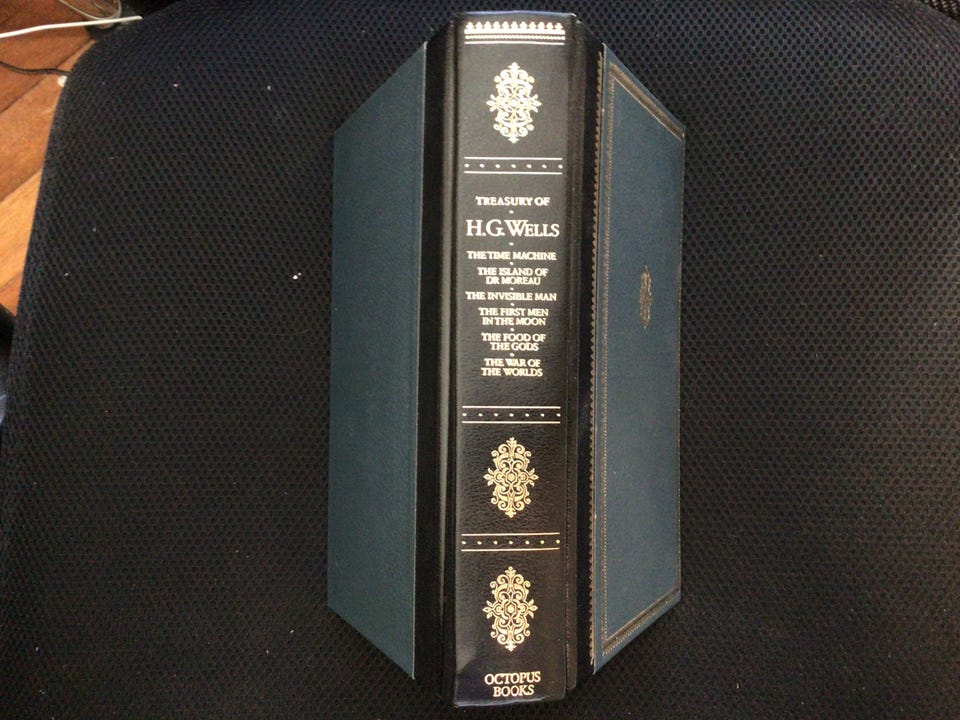 TREASURY OF
H.G. WELLS
THE TIME MACHINE
THE ISLAND OF
DR MOREAU
THE INVISIBLE MAN
THE FIRST MEN
IN THE MOON
THE FOOD OF
THE GODS
THE WAR OF
THE WORLDS
OCTOPUS
BOOKS